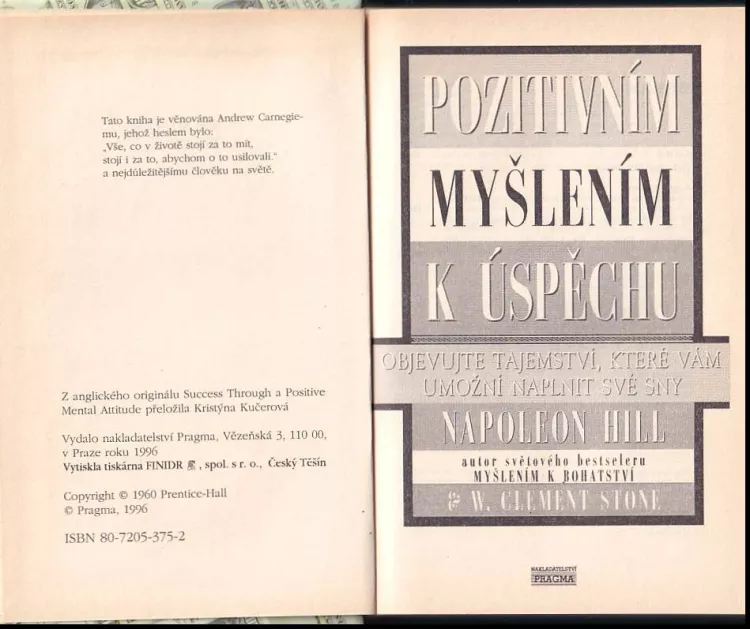 Tato kniha je věnována Andrew Carnegie-
mu, jehož heslem bylo:
„Vše, co v životě stojí za to mít,
stojí i za to, abychom o to usilovali.“
a nejdůležitějšímu člověku na světě.
Z anglického originálu Success Through a Positive
Mental Attitude přeložila Kristýna Kučerová
Vydalo nakladatelství Pragma, Vězeňská 3, 110 00,
v Praze roku 1996
Vytiskla tiskárna FINIDR , spol. s r. o., Český Těšín
Copyright © 1960 Prentice-Hall
© Pragma, 1996
ISBN 80-7205-375-2
POZITIVNÍM
MYŠLENÍM
K ÚSPĚCHU
OBJEVUJTE TAJEMSTVÍ, KTERÉ VÁM
UMOŽNÍ NAPLNIT SVÉ SNY
NAPOLEON HILL
autor světového bestseleru
MYŠLENÍM K BOHATSTVÍ
& W. CLEMENT STONE
NAKLADATELSTVÍ
PRAGMA